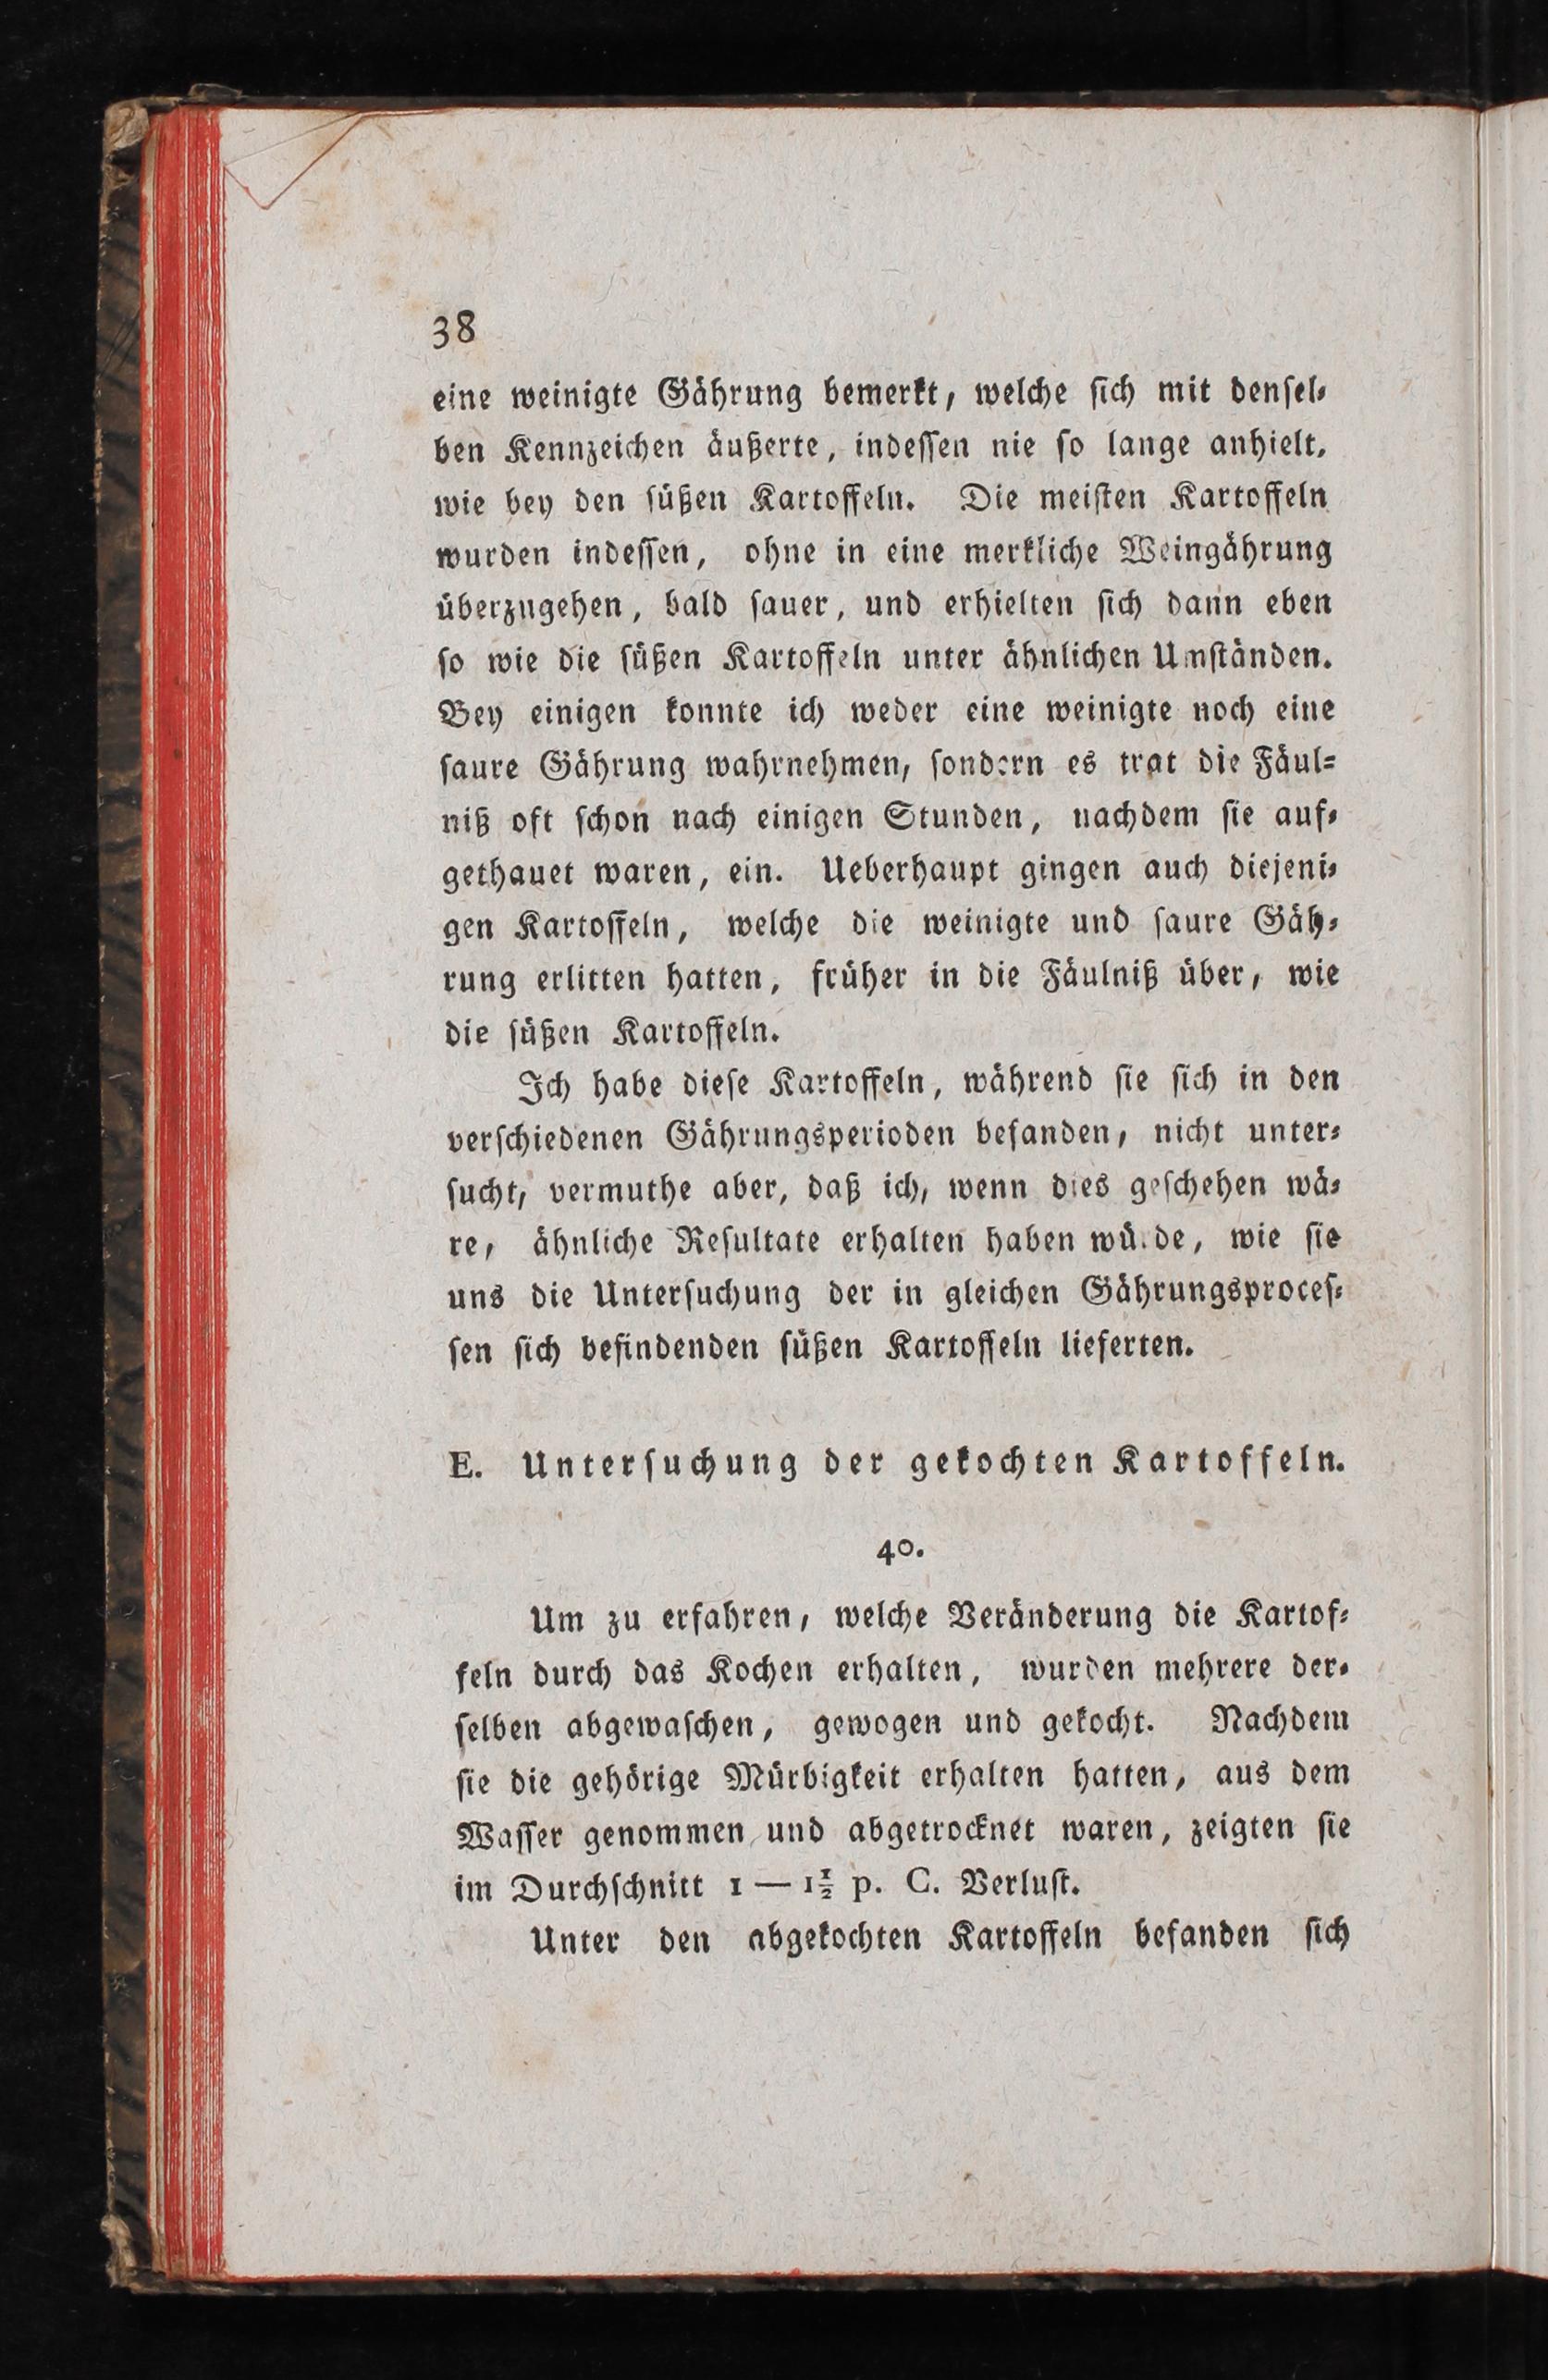 38
eine weinigte Gährung bemerkt, welche ſich mit denſel⸗
ben Kennzeichen äußerte, indeſſen nie ſo lange anhielt,
wie bey den ſüßen Kartoffeln. Die meiſten Kartoffeln
wurden indeſſen, ohne in eine merkliche Weingährung
überzugehen, bald ſauer, und erhielten ſich dann eben
ſo wie die ſüßen Kartoffeln unter ähnlichen Umſtänden.
Bey einigen konnte ich weder eine weinigte noch eine
ſaure Gährung wahrnehmen, ſondern es trat die Fäul⸗
niß oft ſchon nach einigen Stunden, nachdem ſie auf⸗
gethauet waren, ein. Ueberhaupt gingen auch diejeni⸗
gen Kartoffeln, welche die weinigte und ſaure Gäh⸗
rung erlitten hatten, früher in die Fäulniß über, wie
die ſüßen Kartoffeln.
Ich habe dieſe Kartoffeln, während ſie ſich in den
verſchiedenen Gährungsperioden befanden, nicht unter⸗
ſucht, vermuthe aber, daß ich, wenn dies geſchehen wä⸗
re, ähnliche Reſultate erhalten haben würde, wie ſie
uns die Unterſuchung der in gleichen Gährungsproceſ⸗
ſen ſich befindenden ſüßen Kartoffeln lieferten.
E. Unterſuchung der gekochten Kartoffeln.
40.
Um zu erfahren, welche Veränderung die Kartof⸗
feln durch das Kochen erhalten, wurden mehrere der⸗
ſelben abgewaſchen, gewogen und gekocht. Nachdem
ſie die gehörige Mürbigkeit erhalten hatten, aus dem
Waſſer genommen und abgetrocknet waren, zeigten ſie
im Durchſchnitt 1 — 1½ p. C. Verluſt.
Unter den abgekochten Kartoffeln befanden ſich